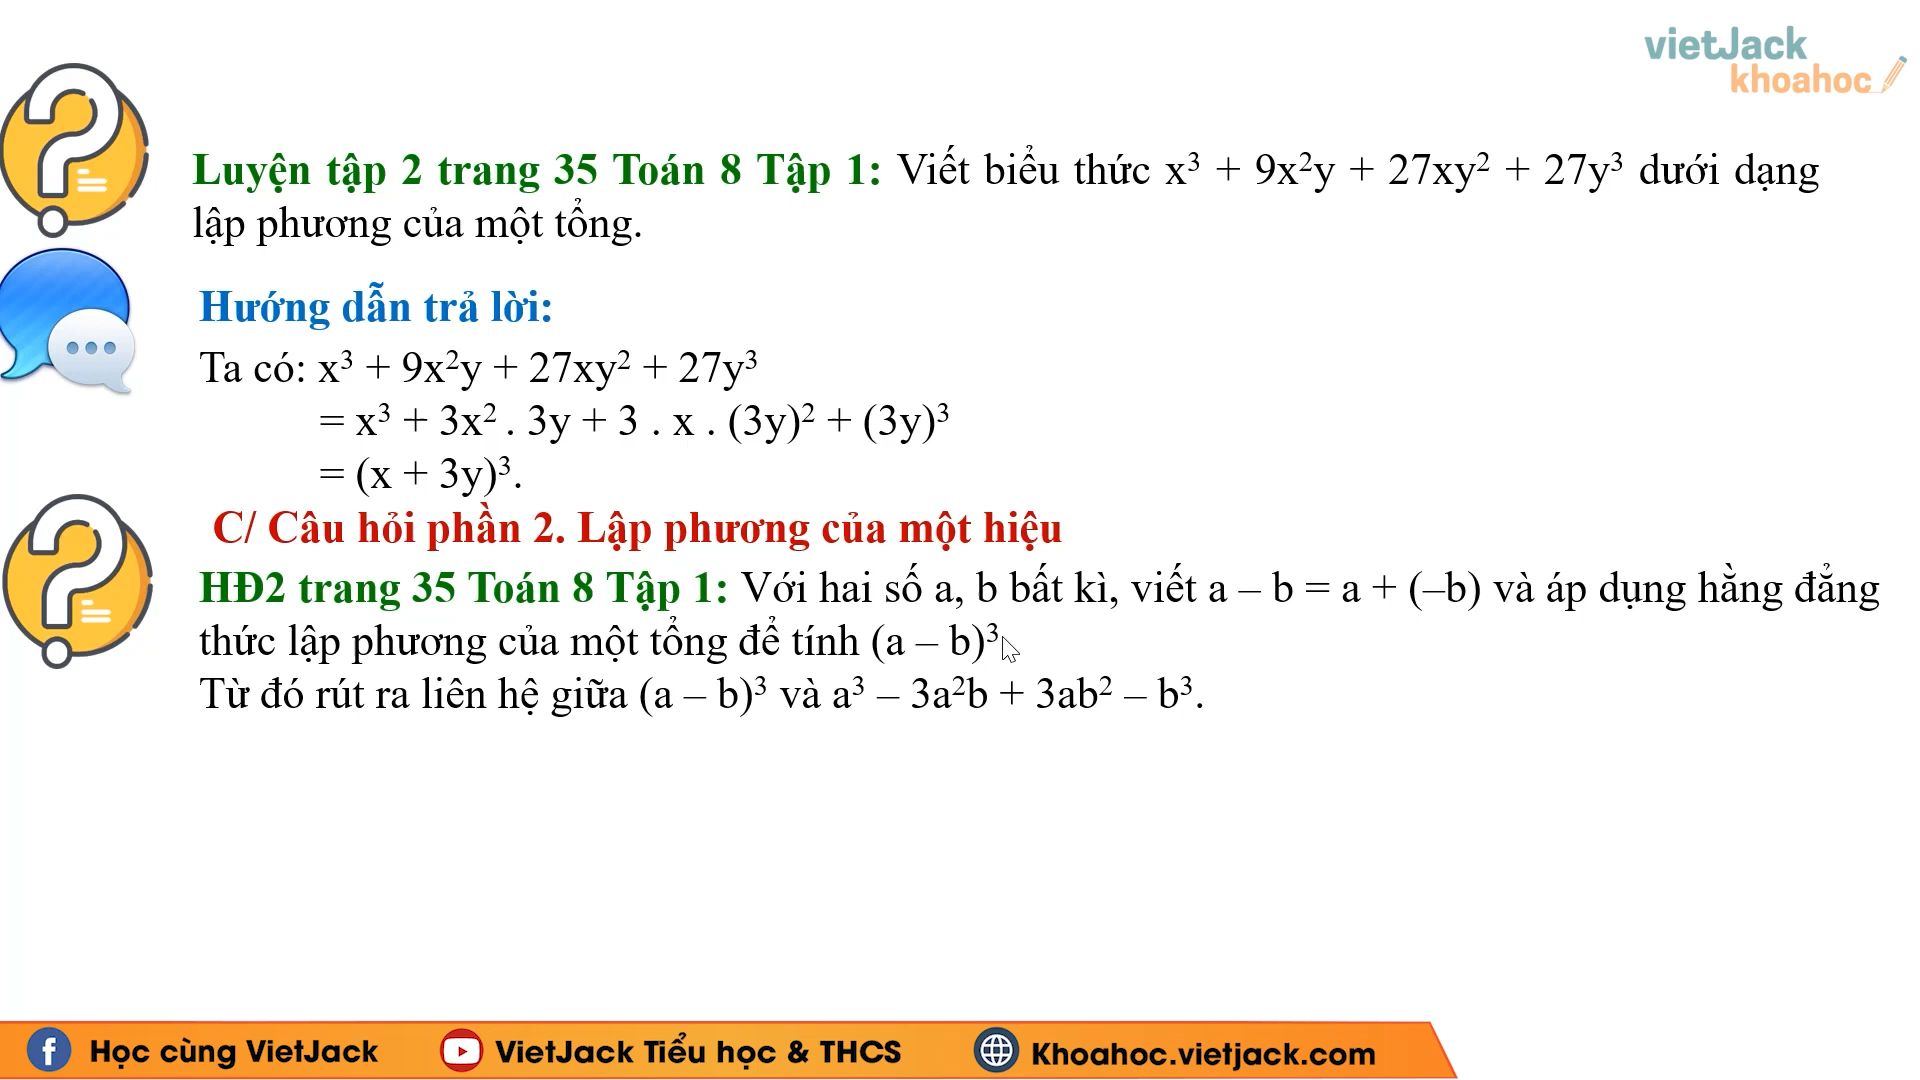 vietJack
khoahoc
Luyện tập 2 trang 35 Toán 8 Tập 1: Viết biểu thức x³ + 9x²y + 27xy² + 27y³ dưới dạng
lập phương của một tổng.
Hướng dẫn trả lời:
Ta có: x³ + 9x²y + 27xy² + 27y³
= x³ + 3x² . 3y + 3 . x . (3y)² + (3y)³
= (x + 3y)³.
C/ Câu hỏi phần 2. Lập phương của một hiệu
HĐ2 trang 35 Toán 8 Tập 1: Với hai số a, b bất kì, viết a – b = a + (–b) và áp dụng hằng đẳng
thức lập phương của một tổng để tính (a – b)³
Từ đó rút ra liên hệ giữa (a – b)³ và a³ – 3a²b + 3ab² – b³.
Học cùng VietJack
VietJack Tiểu học & THCS
Khoahoc.vietjack.com